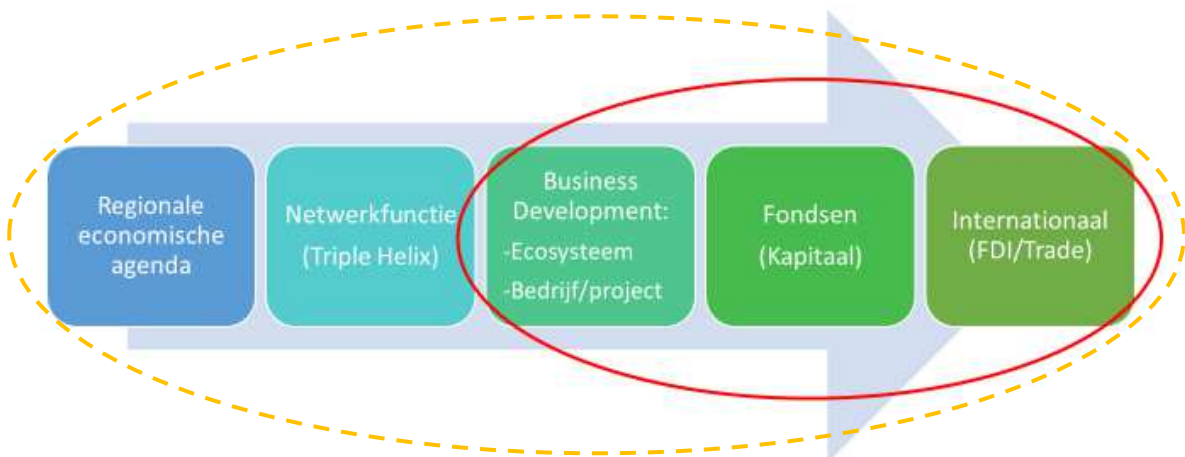 Regionale
economische
agenda
Netwerkfunctie
(Triple Helix)
Business
Development:
-Ecosysteem
-Bedrijf/project
Fondsen
(Kapitaal)
Internationaal
(FDI/Trade)